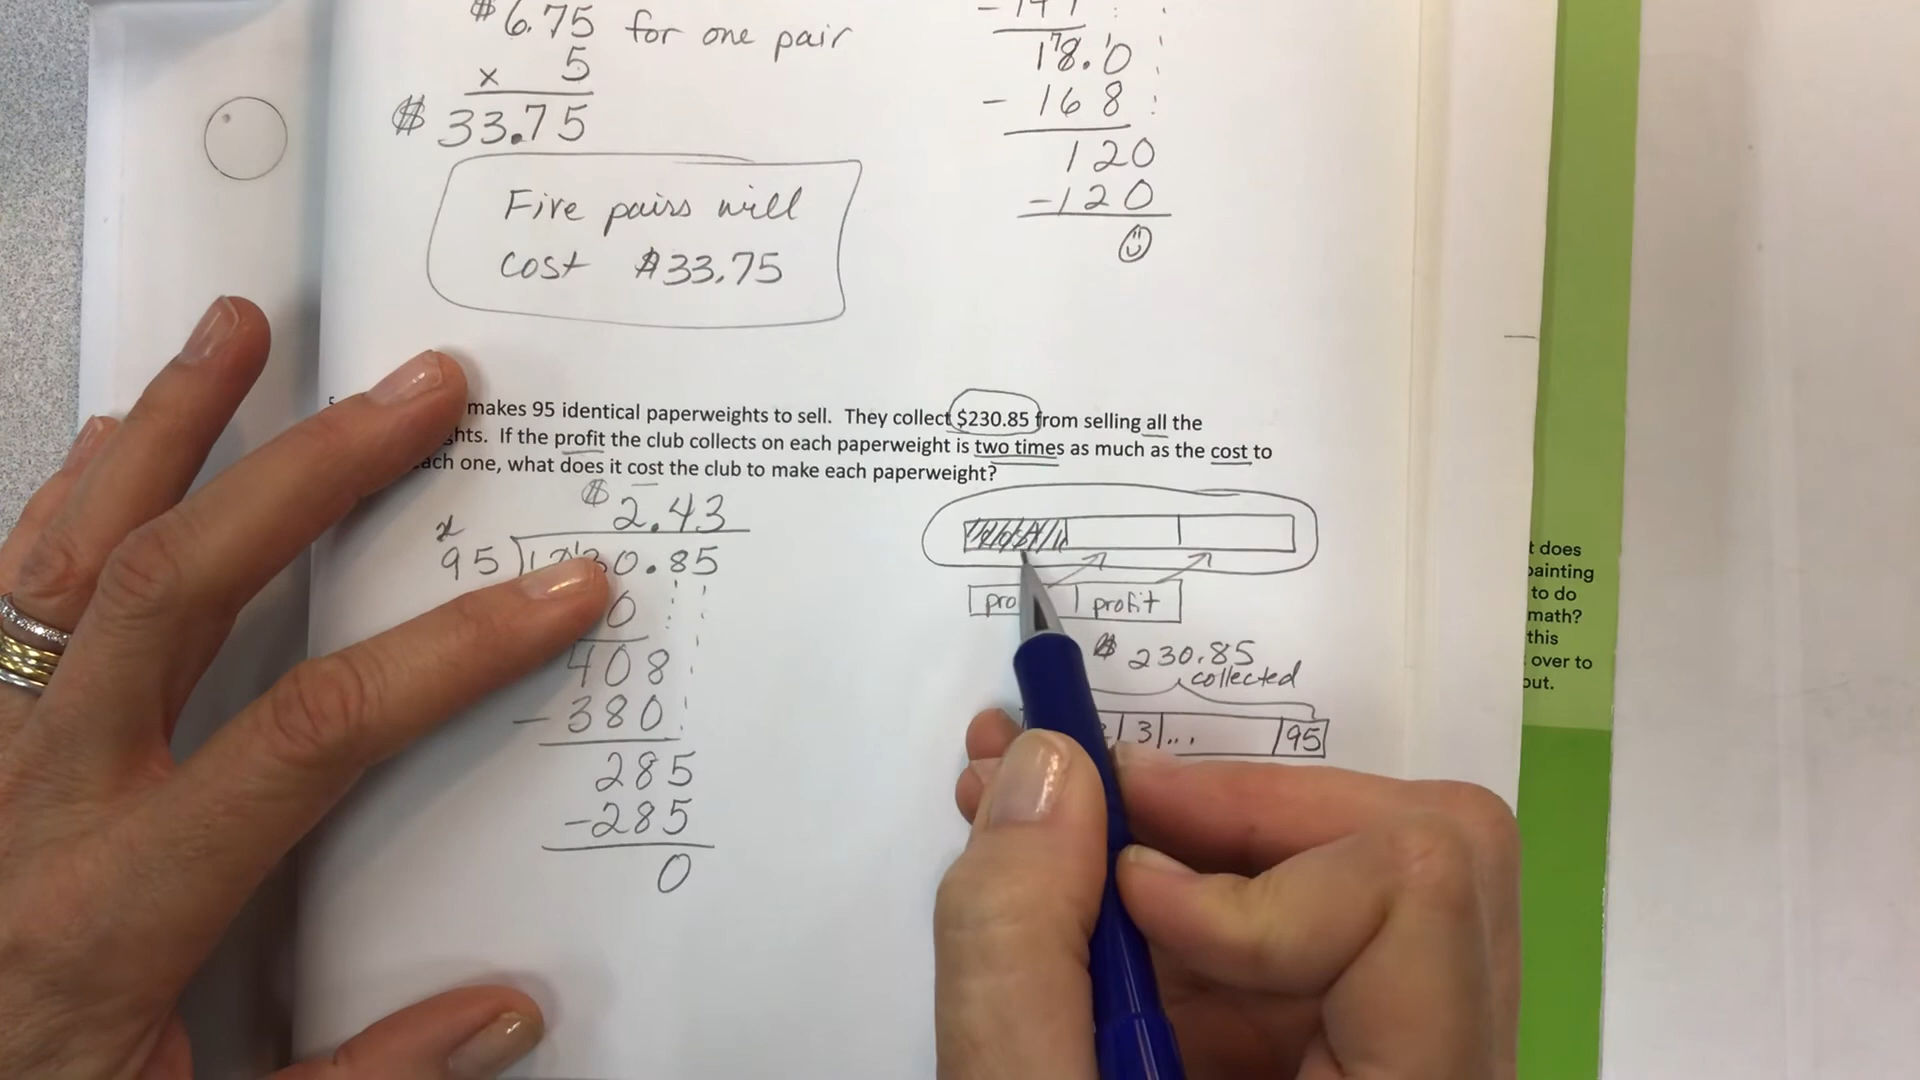 $6.75 for one pair
x 5
$33.75
Five pairs will
cost $33.75
18.0
- 168
120
-120
makes 95 identical paperweights to sell. They collect $230.85 from selling all the
hts. If the profit the club collects on each paperweight is two times as much as the cost to
ach one, what does it cost the club to make each paperweight?
$2.43
95 30.85
0
408
- 380
285
-285
0
pro profit
$230.85
collected
3 ... 95
t does
painting
to do
math?
this
over to
out.